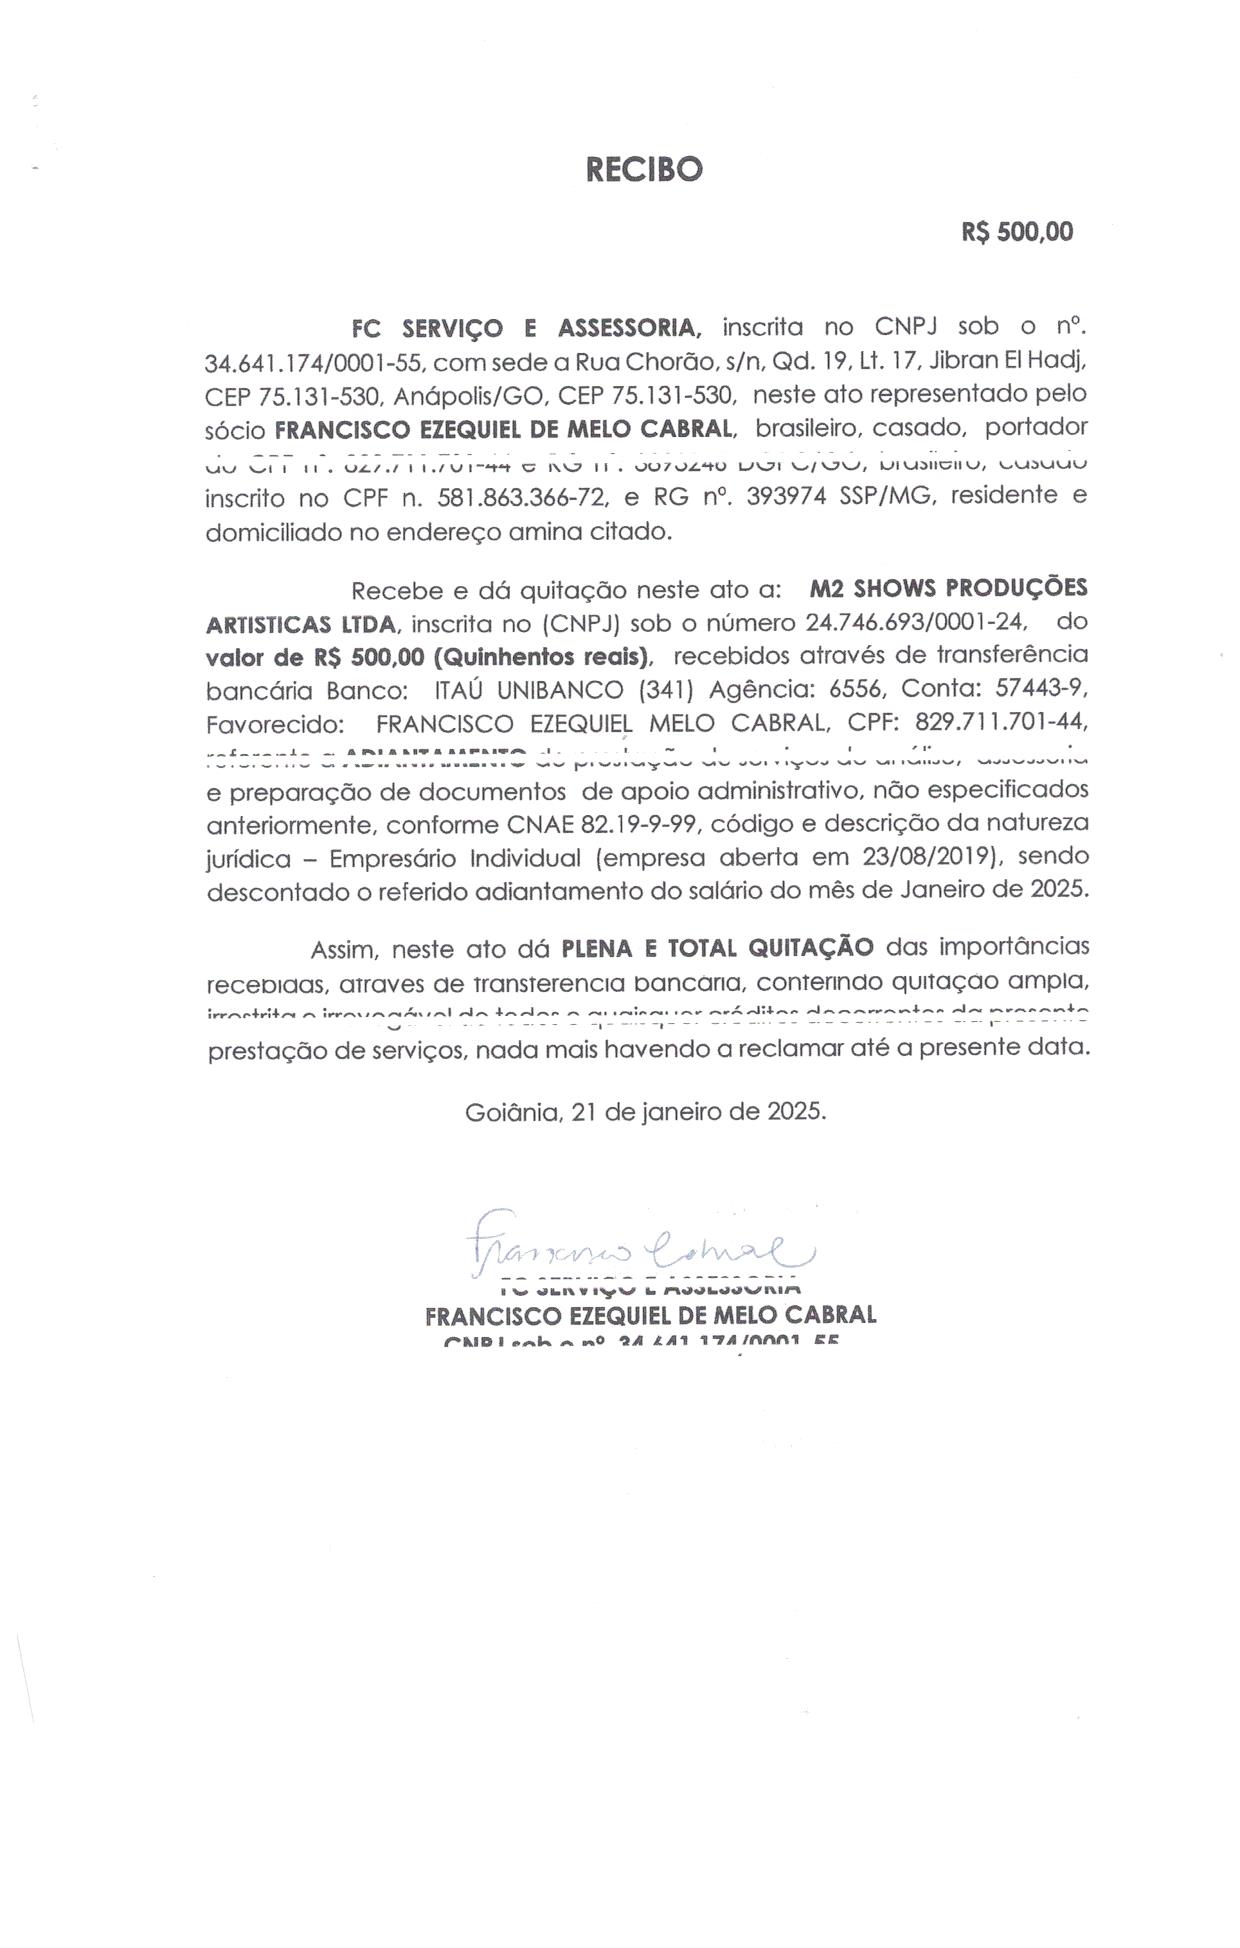 RECIBO
R$ 500,00
FC SERVIÇO E ASSESSORIA, inscrita no CNPJ sob o nº.
34.641.174/0001-55, com sede a Rua Chorão, s/n, Qd. 19, Lt. 17, Jibran El Hadj,
CEP 75.131-530, Anápolis/GO, CEP 75.131-530, neste ato representado pelo
sócio FRANCISCO EZEQUIEL DE MELO CABRAL, brasileiro, casado, portador
brasileiro, casado
inscrito no CPF n. 581.863.366-72, e RG nº. 393974 SSP/MG, residente e
domiciliado no endereço amina citado.
Recebe e dá quitação neste ato a: M2 SHOWS PRODUÇÕES
ARTISTICAS LTDA, inscrita no (CNPJ) sob o número 24.746.693/0001-24, do
valor de R$ 500,00 (Quinhentos reais), recebidos através de transferência
bancária Banco: ITAÚ UNIBANCO (341) Agência: 6556, Conta: 57443-9,
Favorecido: FRANCISCO EZEQUIEL MELO CABRAL, CPF: 829.711.701-44,
referente a ADIANTAMENTO de prestação de serviços de análise, assessoria
e preparação de documentos de apoio administrativo, não especificados
anteriormente, conforme CNAE 82.19-9-99, código e descrição da natureza
jurídica – Empresário Individual (empresa aberta em 23/08/2019), sendo
descontado o referido adiantamento do salário do mês de Janeiro de 2025.
Assim, neste ato dá PLENA E TOTAL QUITAÇÃO das importâncias
recebidas, através de transferência bancária, conferindo quitação ampla,
irrestrita e irrevogável de todos e quaisquer créditos decorrentes da presente
prestação de serviços, nada mais havendo a reclamar até a presente data.
Goiânia, 21 de janeiro de 2025.
Francisco Cabral
FC SERVIÇO E ASSESSORIA
FRANCISCO EZEQUIEL DE MELO CABRAL
CNPJ sob o nº. 34.641.174/0001-55